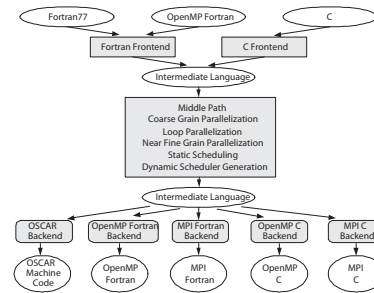 Fortran77
OpenMP Fortran
C
Fortran Frontend
C Frontend
Intermediate Language
Middle Path
Coarse Grain Parallelization
Loop Parallelization
Near Fine Grain Parallelization
Static Scheduling
Dynamic Scheduler Generation
Intermediate Language
OSCAR
Backend
OpenMP Fortran
Backend
MPI Fortran
Backend
OpenMP C
Backend
MPI C
Backend
OSCAR
Machine
Code
OpenMP
Fortran
MPI
Fortran
OpenMP
C
MPI
C